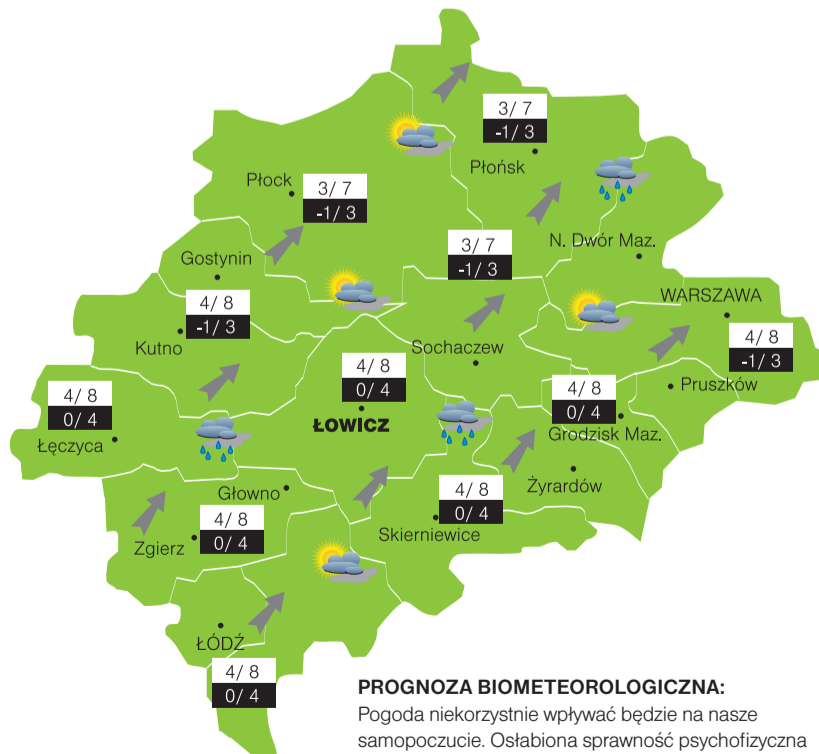 3/ 7
-1/ 3
Płońsk
Płock
3/ 7
-1/ 3
N. Dwór Maz.
3/ 7
-1/ 3
Gostynin
4/ 8
-1/ 3
Kutno
WARSZAWA
4/ 8
-1/ 3
Sochaczew
4/ 8
0/ 4
ŁOWICZ
Pruszków
4/ 8
0/ 4
Grodzisk Maz.
4/ 8
0/ 4
Łęczyca
Żyrardów
Głowno
4/ 8
0/ 4
Skierniewice
4/ 8
0/ 4
Zgierz
ŁÓDŹ
4/ 8
0/ 4
PROGNOZA BIOMETEOROLOGICZNA:
Pogoda niekorzystnie wpływać będzie na nasze
samopoczucie. Osłabiona sprawność psychofizyczna